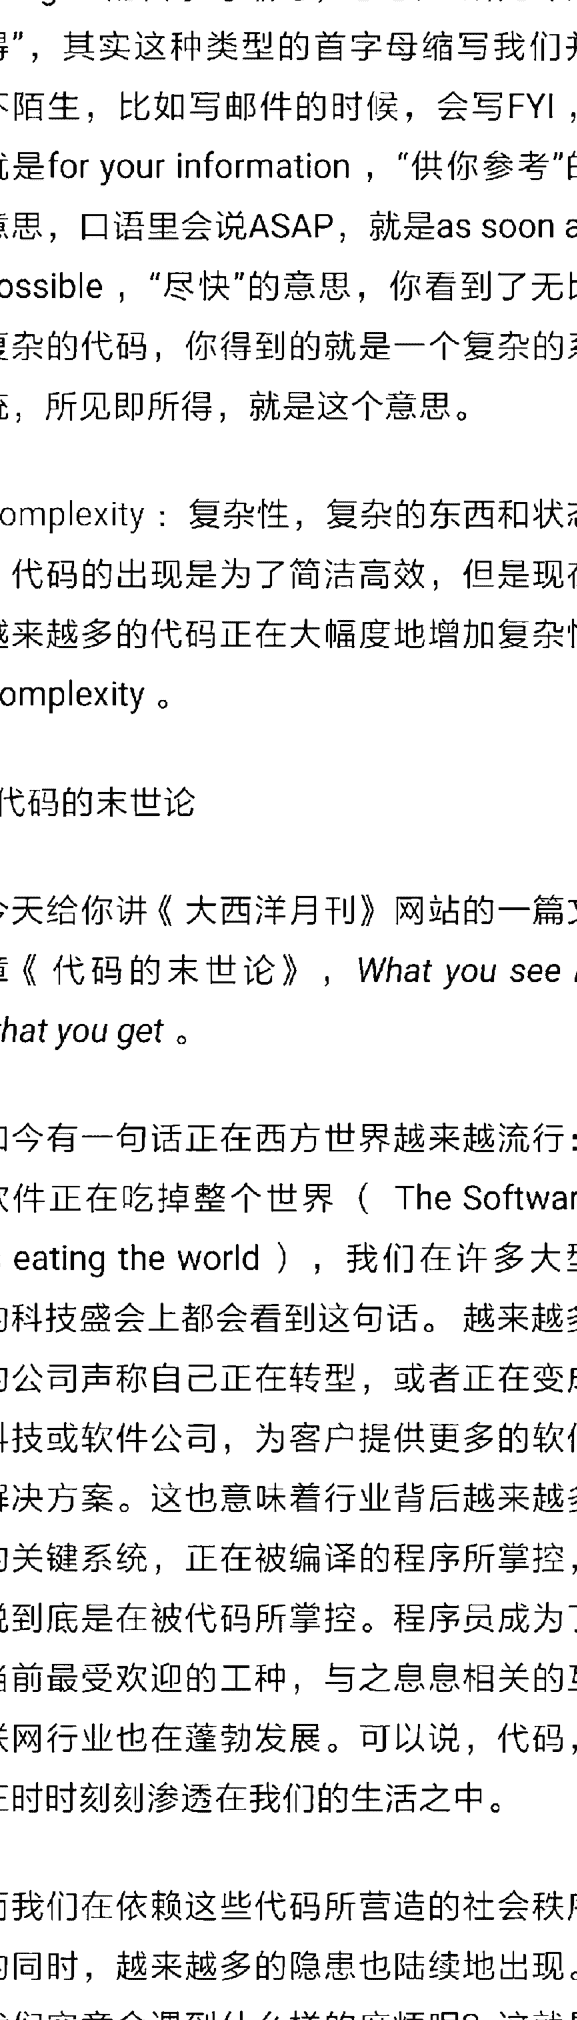 得”，其实这种类型的首字母缩写我们并
不陌生，比如写邮件的时候，会写FYI，
就是for your information ，“供你参考”的
意思，口语里会说ASAP，就是as soon a
ossible ，“尽快”的意思，你看到了无比
复杂的代码，你得到的就是一个复杂的系
统，所见即所得，就是这个意思。
omplexity ：复杂性，复杂的东西和状态
。代码的出现是为了简洁高效，但是现在
越来越多的代码正在大幅度地增加复杂性
omplexity 。
代码的末世论
今天给你讲《 大西洋月刊》网站的一篇文
章《 代码的末世论》，What you see
hat you get 。
如今有一句话正在西方世界越来越流行：
软件正在吃掉整个世界（ The Softwar
s eating the world ），我们在许多大型
的科技盛会上都会看到这句话。 越来越多
的公司声称自己正在转型，或者正在变成
科技或软件公司，为客户提供更多的软件
解决方案。这也意味着行业背后越来越多
的关键系统，正在被编译的程序所掌控，
说到底是在被代码所掌控。程序员成为了
当前最受欢迎的工种，与之息息相关的互
联网行业也在蓬勃发展。可以说，代码，
正时时刻刻渗透在我们的生活之中。
而我们在依赖这些代码所营造的社会秩序
的同时，越来越多的隐患也陆续地出现。